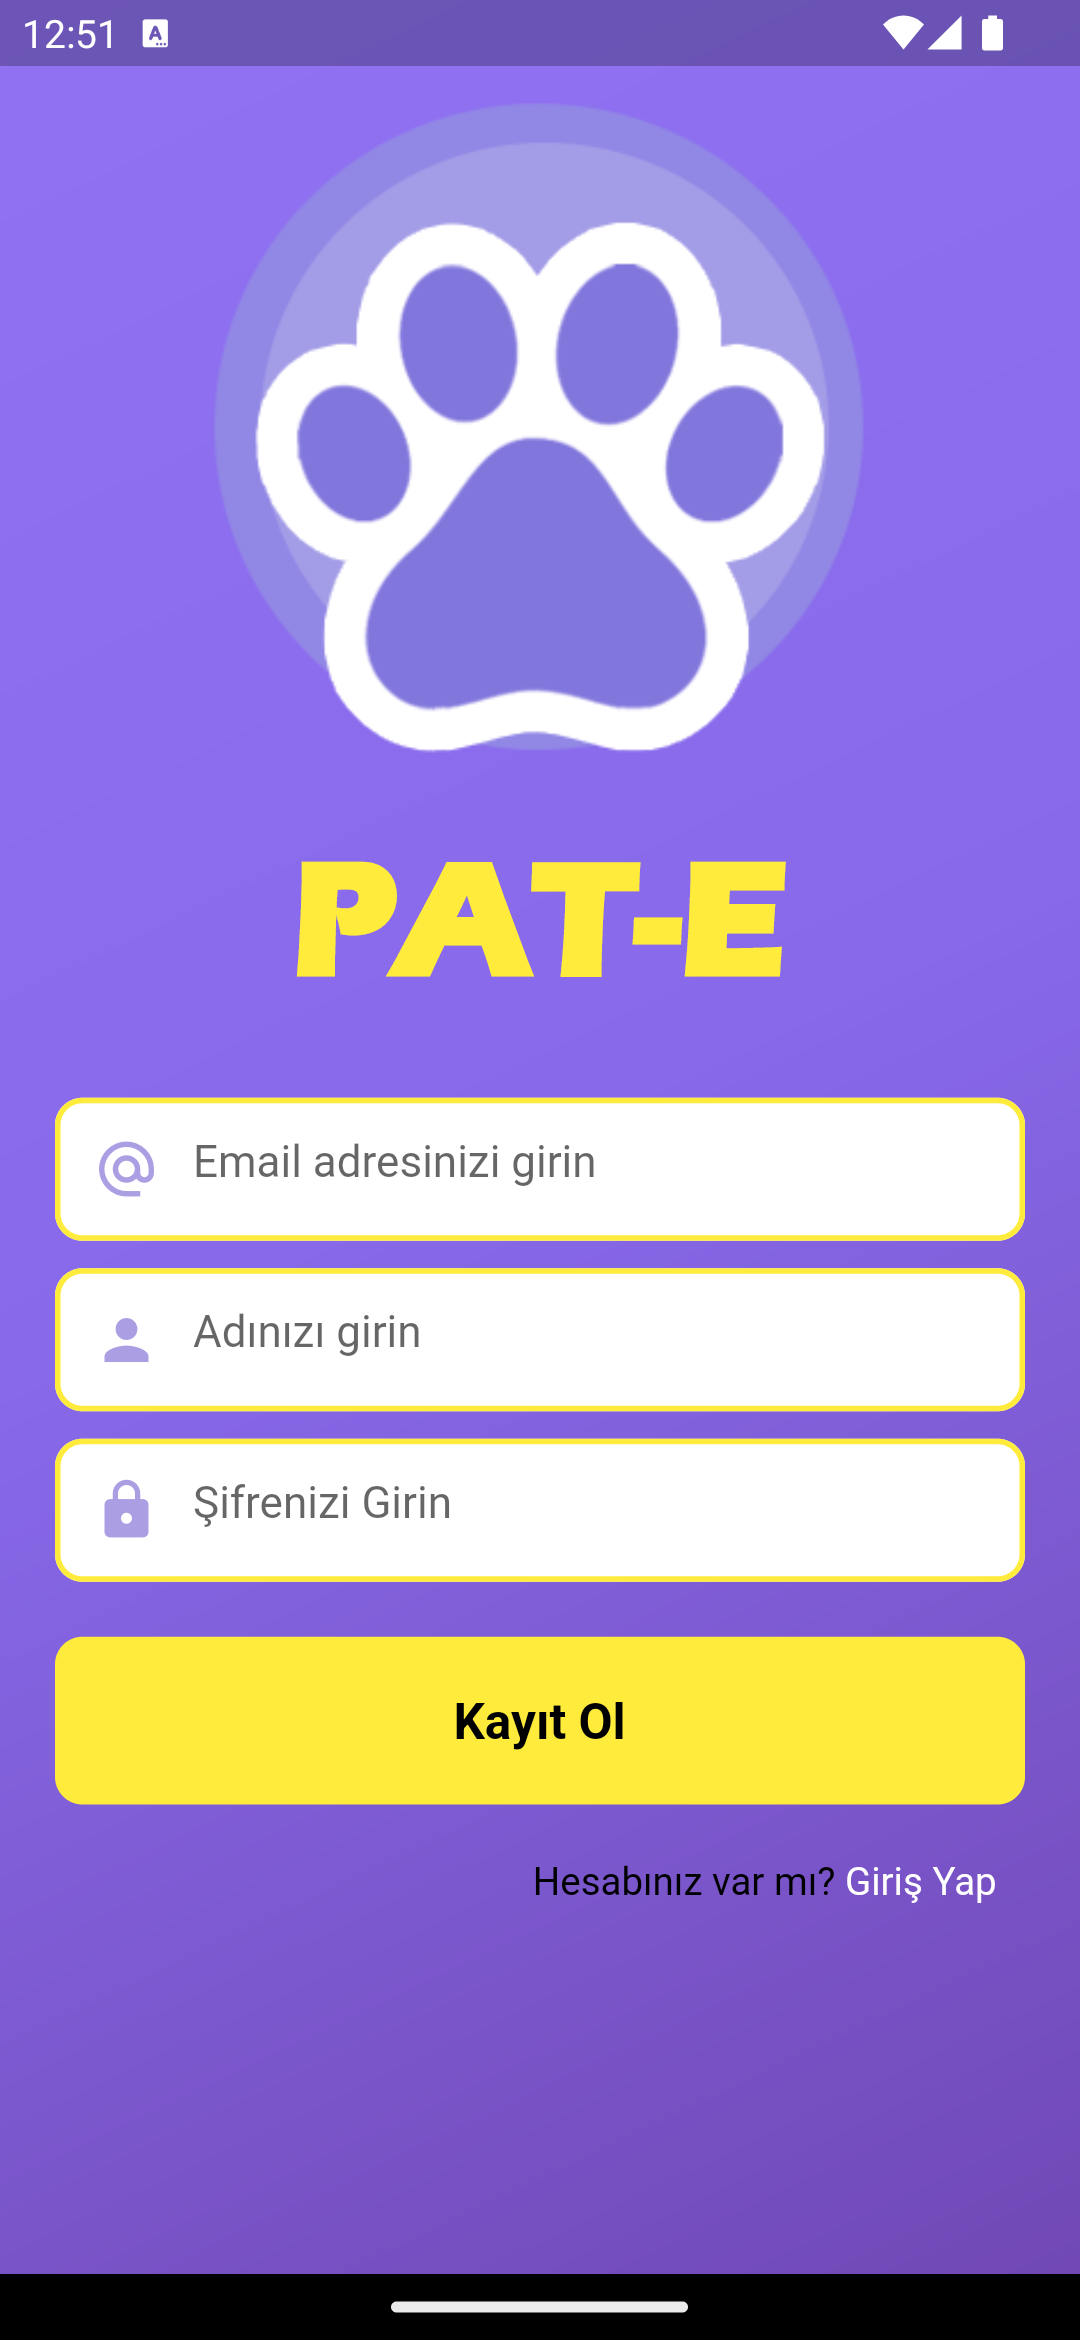 12:51
PAT-E
Email adresinizi girin
Adınızı girin
Şifrenizi Girin
Kayıt Ol
Hesabınız var mı? Giriş Yap